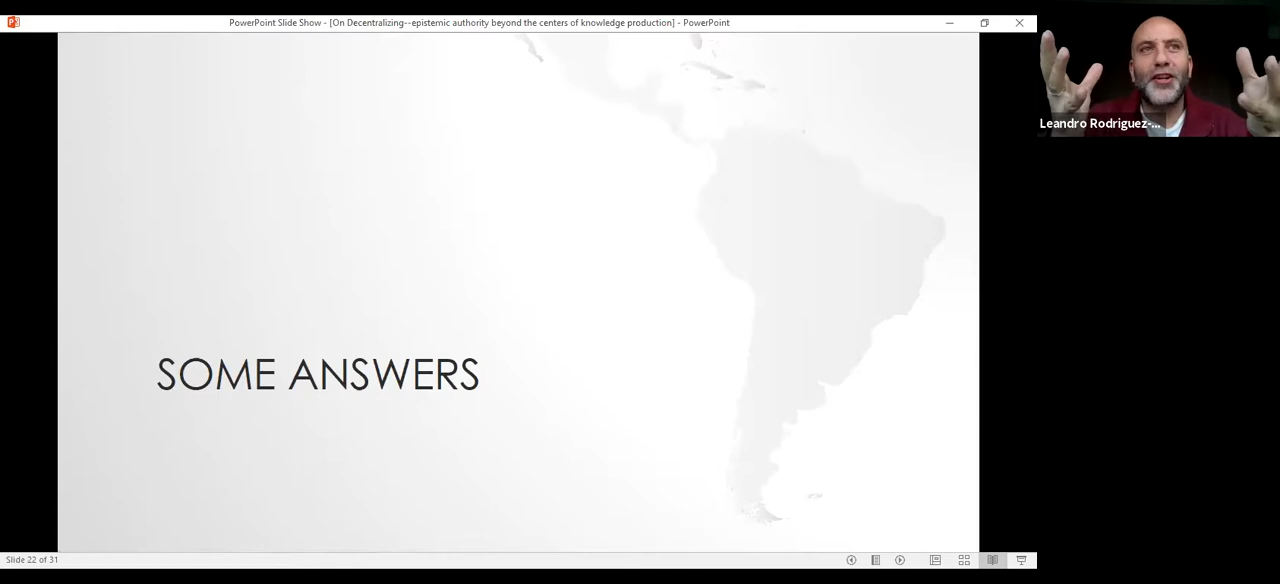 PowerPoint Slide Show - [On Decentralizing--epistemic authority beyond the centers of knowledge production] - PowerPoint
Leandro Rodriguez-...
SOME ANSWERS
Slide 22 of 31